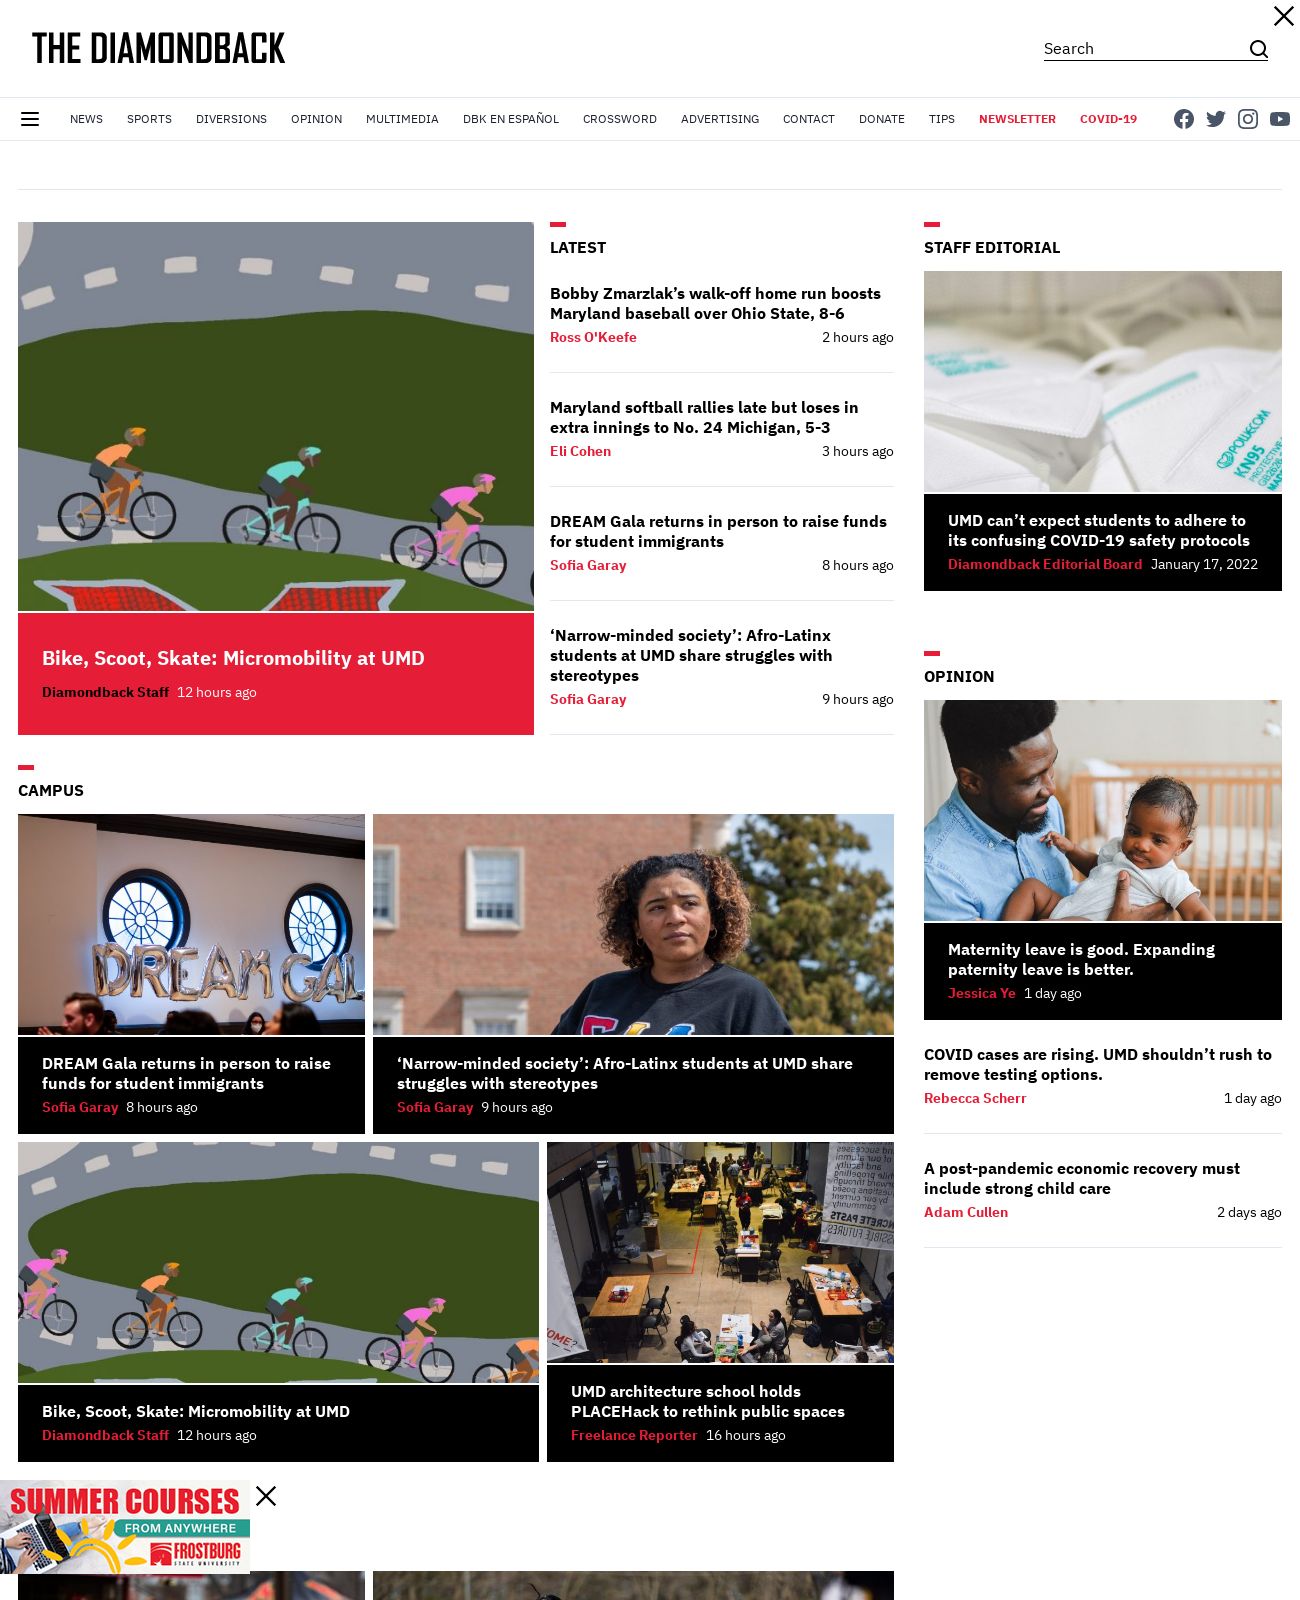 THE DIAMONDBACK
Search
NEWS SPORTS DIVERSIONS OPINION MULTIMEDIA DBK EN ESPAÑOL CROSSWORD ADVERTISING CONTACT DONATE TIPS NEWSLETTER COVID-19
Bike, Scoot, Skate: Micromobility at UMD
Diamondback Staff 12 hours ago
LATEST
Bobby Zmarzlak’s walk-off home run boosts
Maryland baseball over Ohio State, 8-6
Ross O'Keefe 2 hours ago
Maryland softball rallies late but loses in
extra innings to No. 24 Michigan, 5-3
Eli Cohen 3 hours ago
DREAM Gala returns in person to raise funds
for student immigrants
Sofia Garay 8 hours ago
‘Narrow-minded society’: Afro-Latinx
students at UMD share struggles with
stereotypes
Sofia Garay 9 hours ago
STAFF EDITORIAL
POWECOM
KN95
UMD can’t expect students to adhere to
its confusing COVID-19 safety protocols
Diamondback Editorial Board January 17, 2022
OPINION
Maternity leave is good. Expanding
paternity leave is better.
Jessica Ye 1 day ago
COVID cases are rising. UMD shouldn’t rush to
remove testing options.
Rebecca Scherr 1 day ago
A post-pandemic economic recovery must
include strong child care
Adam Cullen 2 days ago
CAMPUS
DREAM GAL
DREAM Gala returns in person to raise
funds for student immigrants
Sofia Garay 8 hours ago
‘Narrow-minded society’: Afro-Latinx students at UMD share
struggles with stereotypes
Sofia Garay 9 hours ago
Bike, Scoot, Skate: Micromobility at UMD
Diamondback Staff 12 hours ago
UMD architecture school holds
PLACEHack to rethink public spaces
Freelance Reporter 16 hours ago
SUMMER COURSES
FROM ANYWHERE
FROSTBURG
STATE UNIVERSITY